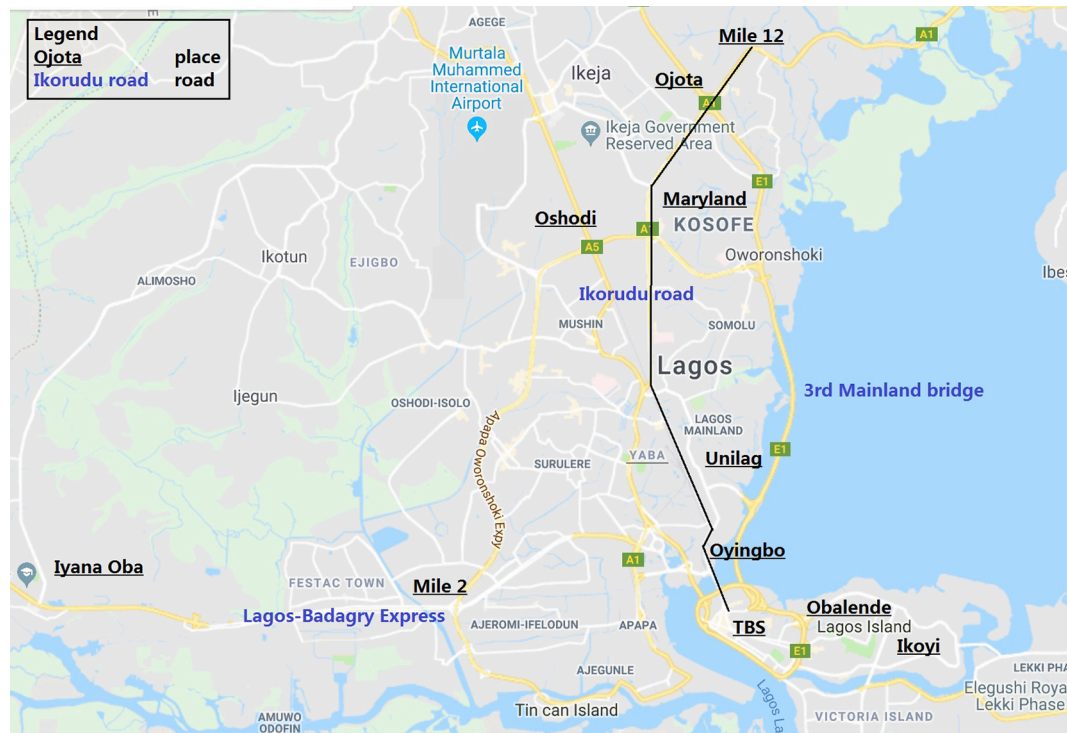 Legend
Ojota place
Ikorudu road road
AGEGE
Mile 12
A1
Murtala
Muhammed
International
Airport
Ikeja
Ojota
A1
Ikeja Government
Reserved Area
E1
Maryland
Oshodi
KOSOFE
A5
Oworonshoki
Ikotun
EJIGBO
ALIMOSHO
Ikorudu road
MUSHIN
SOMOLU
Lagos
3rd Mainland bridge
Ijegun
OSHODI-ISOLO
LAGOS
MAINLAND
Apapa Oworonshoki Expy
YABA
Unilag
E1
SURULERE
Oyingbo
A1
Iyana Oba
FESTAC TOWN
Mile 2
Lagos-Badagry Express
AJEROMI-IFELODUN
APAPA
TBS
Obalende
Lagos Island
Ikoyi
E1
AJEGUNLE
LEKKI PHA
Elegushi Roya
Lekki Phase
Tin can Island
Lagos La
AMUWO
ODOFIN
VICTORIA ISLAND